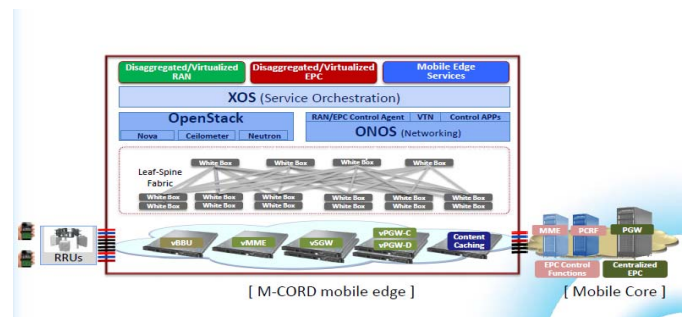 Disaggregated/Virtualized
RAN
Disaggregated/Virtualized
EPC
Mobile Edge
Services
XOS (Service Orchestration)
OpenStack
Nova
Ceilometer
Neutron
RAN/EPC Control Agent
VTN
Control APPs
ONOS (Networking)
Leaf-Spine
Fabric
White Box White Box White Box White Box
White Box White Box White Box White Box White Box White Box
White Box White Box White Box White Box White Box White Box
RRUs
vBBU
vMME
vSGW
vPGW-C
vPGW-D
Content
Caching
MME
PCRF
PGW
EPC Control
Functions
Centralized
EPC
[ M-CORD mobile edge ]
[ Mobile Core ]